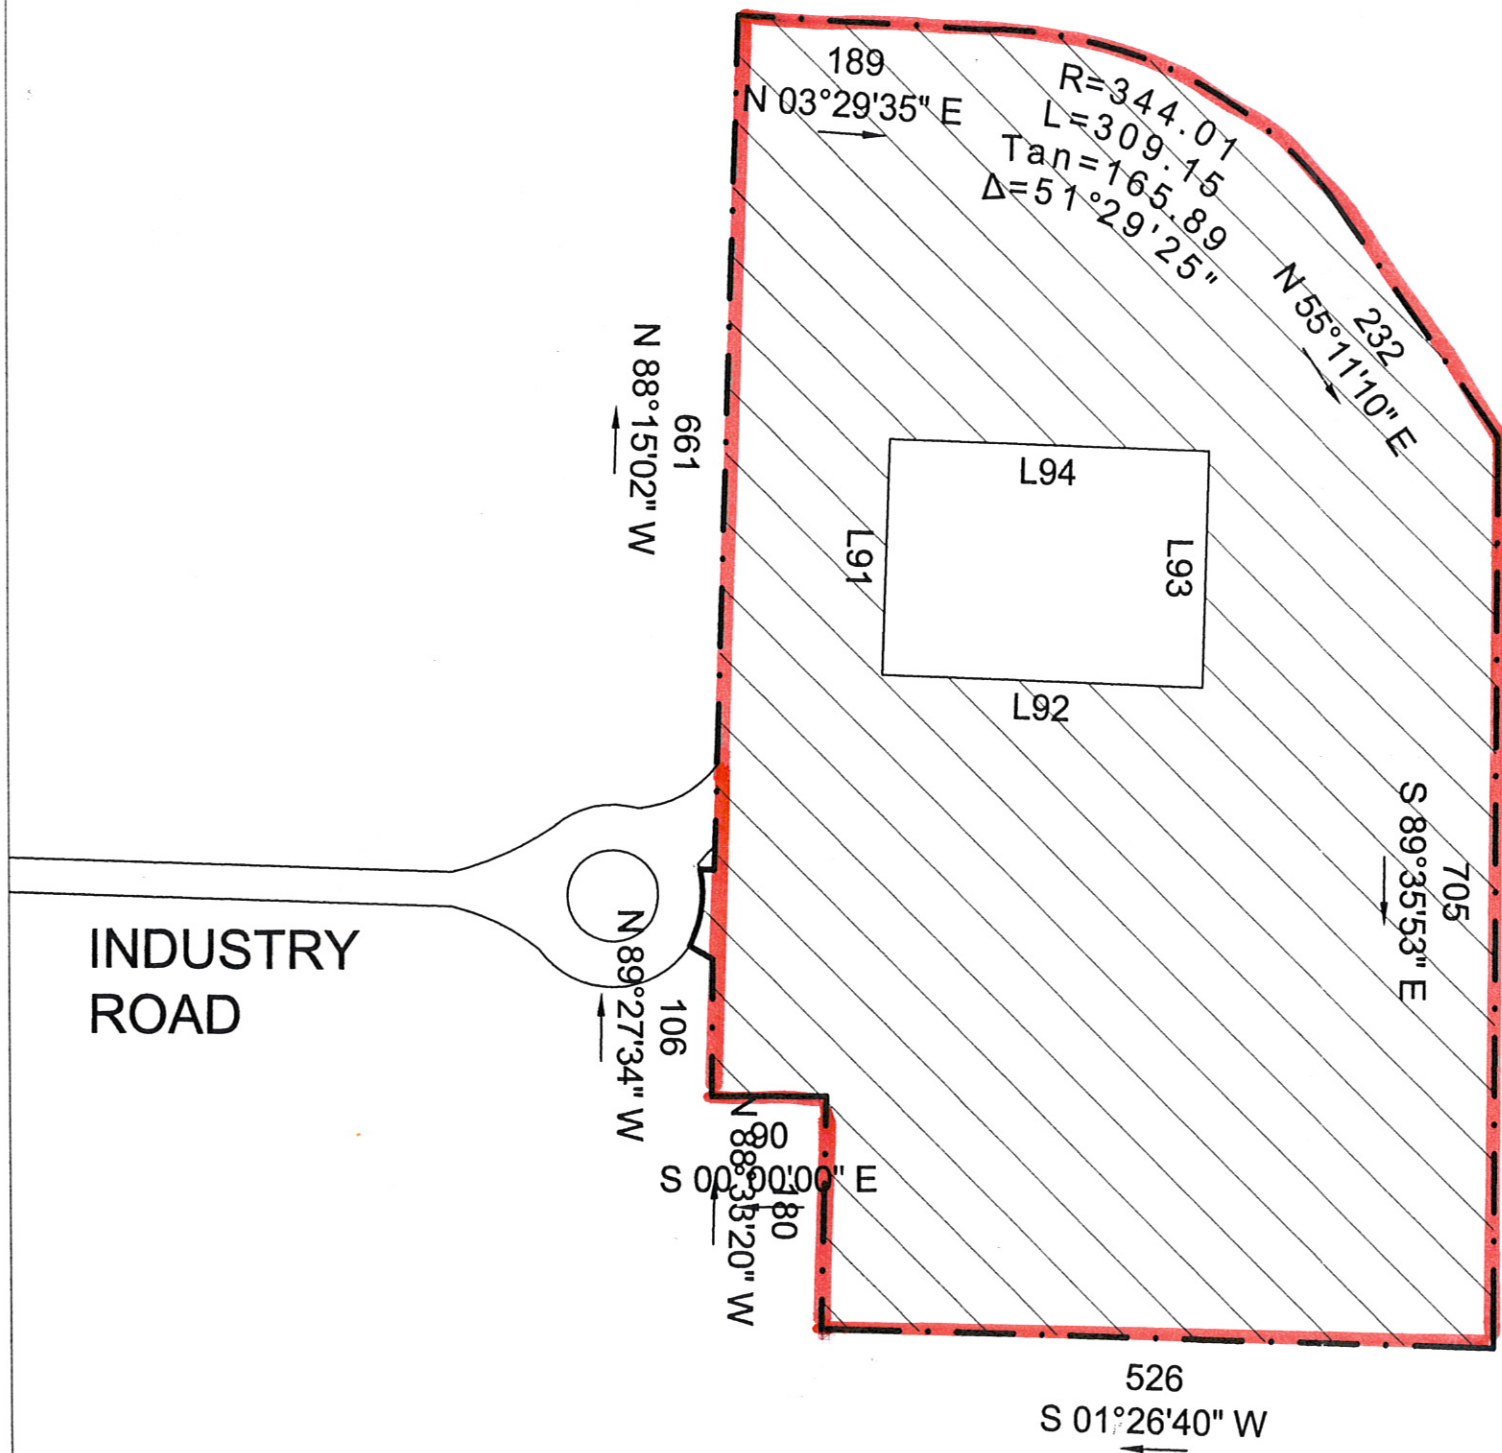 189
N 03°29'35" E
R=344.01
L=309.15
Tan=165.89
Δ=51°29'25"
232
N 55°11'10" E
661
N 88°15'02" W
L94
L91
L93
L92
705
S 89°35'53" E
INDUSTRY
ROAD
106
N 89°27'34" W
90
S 00°00'00" E
180
N 88°33'20" W
526
S 01°26'40" W